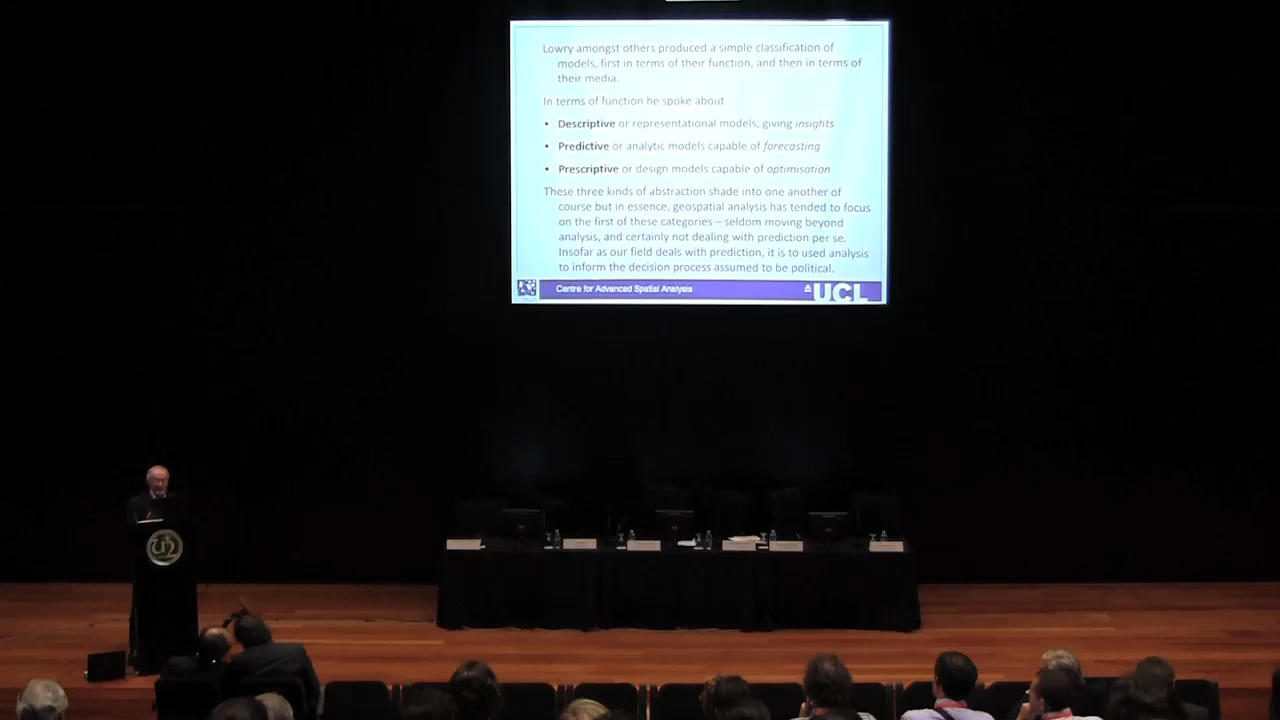 Lowry amongst others produced a simple classification of
models, first in terms of their function, and then in terms of
their media.
In terms of function he spoke about
• Descriptive or representational models, giving insights
• Predictive or analytic models capable of forecasting
• Prescriptive or design models capable of optimisation
These three kinds of abstraction shade into one another of
course but in essence, geospatial analysis has tended to focus
on the first of these categories – seldom moving beyond
analysis, and certainly not dealing with prediction per se.
Insofar as our field deals with prediction, it is to used analysis
to inform the decision process assumed to be political.
Centre for Advanced Spatial Analysis
UCL